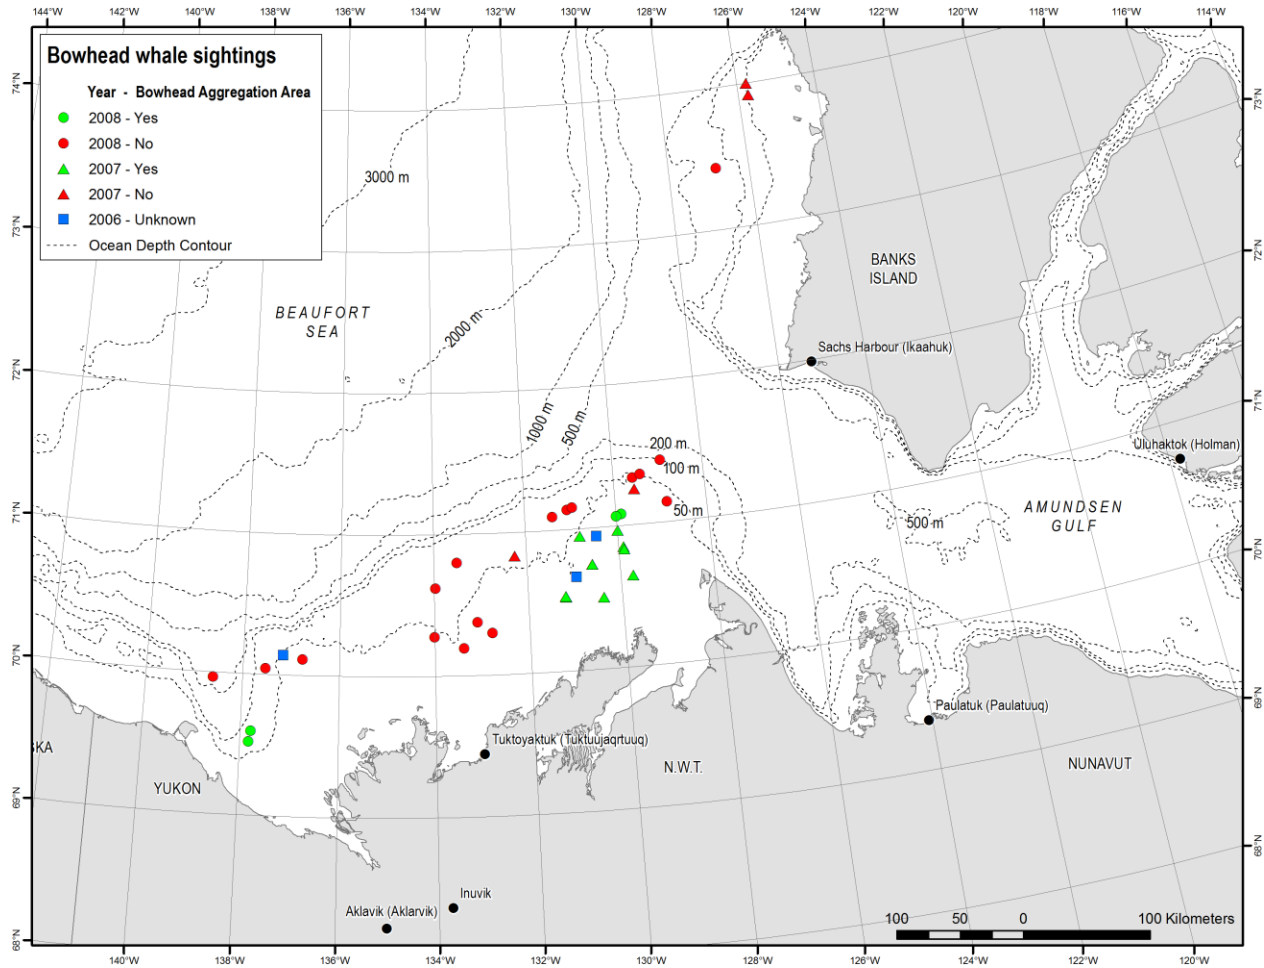 144°W 142°W 140°W 138°W 136°W 134°W 132°W 130°W 128°W 126°W 124°W 122°W 120°W 118°W 116°W 114°W
Bowhead whale sightings
Year - Bowhead Aggregation Area
2008 - Yes
2008 - No
2007 - Yes
2007 - No
2006 - Unknown
Ocean Depth Contour
74°N
73°N
72°N
71°N
70°N
69°N
68°N
73°N
72°N
71°N
70°N
69°N
68°N
3000 m
BANKS
ISLAND
BEAUFORT
SEA
2000 m
Sachs Harbour (Ikaahuk)
1000 m
500 m
200 m
100 m
50 m
Uluhaktok (Holman)
AMUNDSEN
GULF
500 m
Paulatuk (Paulatuuq)
Tuktoyaktuk (Tuktuujaqrtuuq)
KA
YUKON
N.W.T.
NUNAVUT
Inuvik
Aklavik (Aklarvik)
100 50 0 100 Kilometers
140°W 138°W 136°W 134°W 132°W 130°W 128°W 126°W 124°W 122°W 120°W